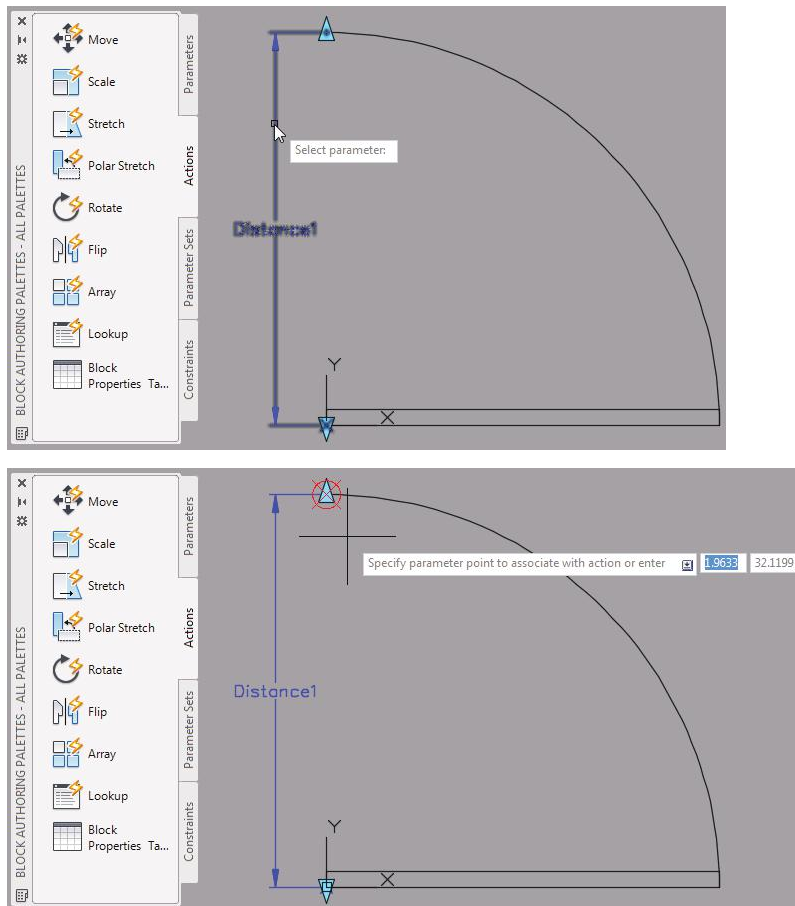 Move
Scale
Stretch
Polar Stretch
Rotate
Flip
Array
Lookup
Block
Properties Ta...
Parameters
Actions
Parameter Sets
Constraints
BLOCK AUTHORING PALETTES - ALL PALETTES
Select parameter:
Distance1
Y
X
Move
Scale
Stretch
Polar Stretch
Rotate
Flip
Array
Lookup
Block
Properties Ta...
Parameters
Actions
Parameter Sets
Constraints
BLOCK AUTHORING PALETTES - ALL PALETTES
Specify parameter point to associate with action or enter 1.9633 32.1199
Distance1
Y
X